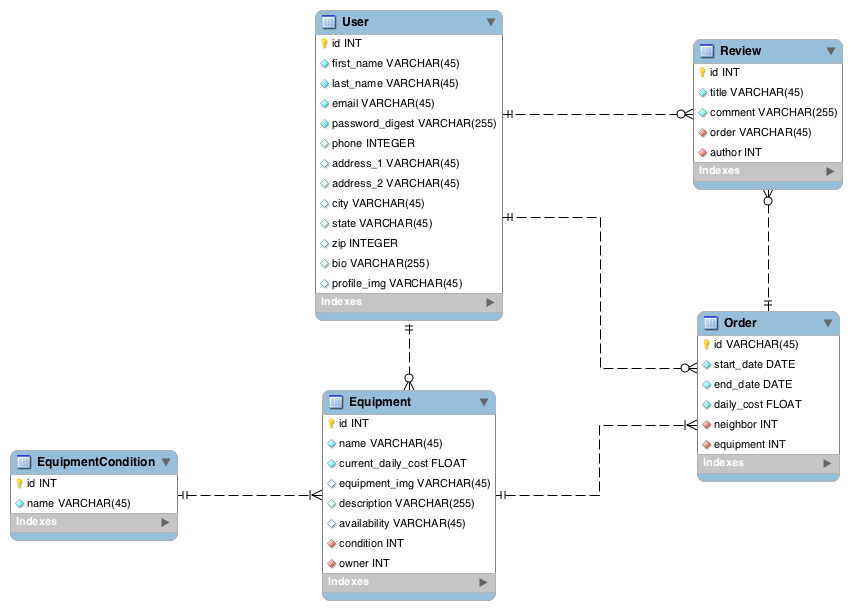 User
id INT
first_name VARCHAR(45)
last_name VARCHAR(45)
email VARCHAR(45)
password_digest VARCHAR(255)
phone INTEGER
address_1 VARCHAR(45)
address_2 VARCHAR(45)
city VARCHAR(45)
state VARCHAR(45)
zip INTEGER
bio VARCHAR(255)
profile_img VARCHAR(45)
Indexes
Review
id INT
title VARCHAR(45)
comment VARCHAR(255)
order VARCHAR(45)
author INT
Indexes
Order
id VARCHAR(45)
start_date DATE
end_date DATE
daily_cost FLOAT
neighbor INT
equipment INT
Indexes
Equipment
id INT
name VARCHAR(45)
current_daily_cost FLOAT
equipment_img VARCHAR(45)
description VARCHAR(255)
availability VARCHAR(45)
condition INT
owner INT
Indexes
EquipmentCondition
id INT
name VARCHAR(45)
Indexes